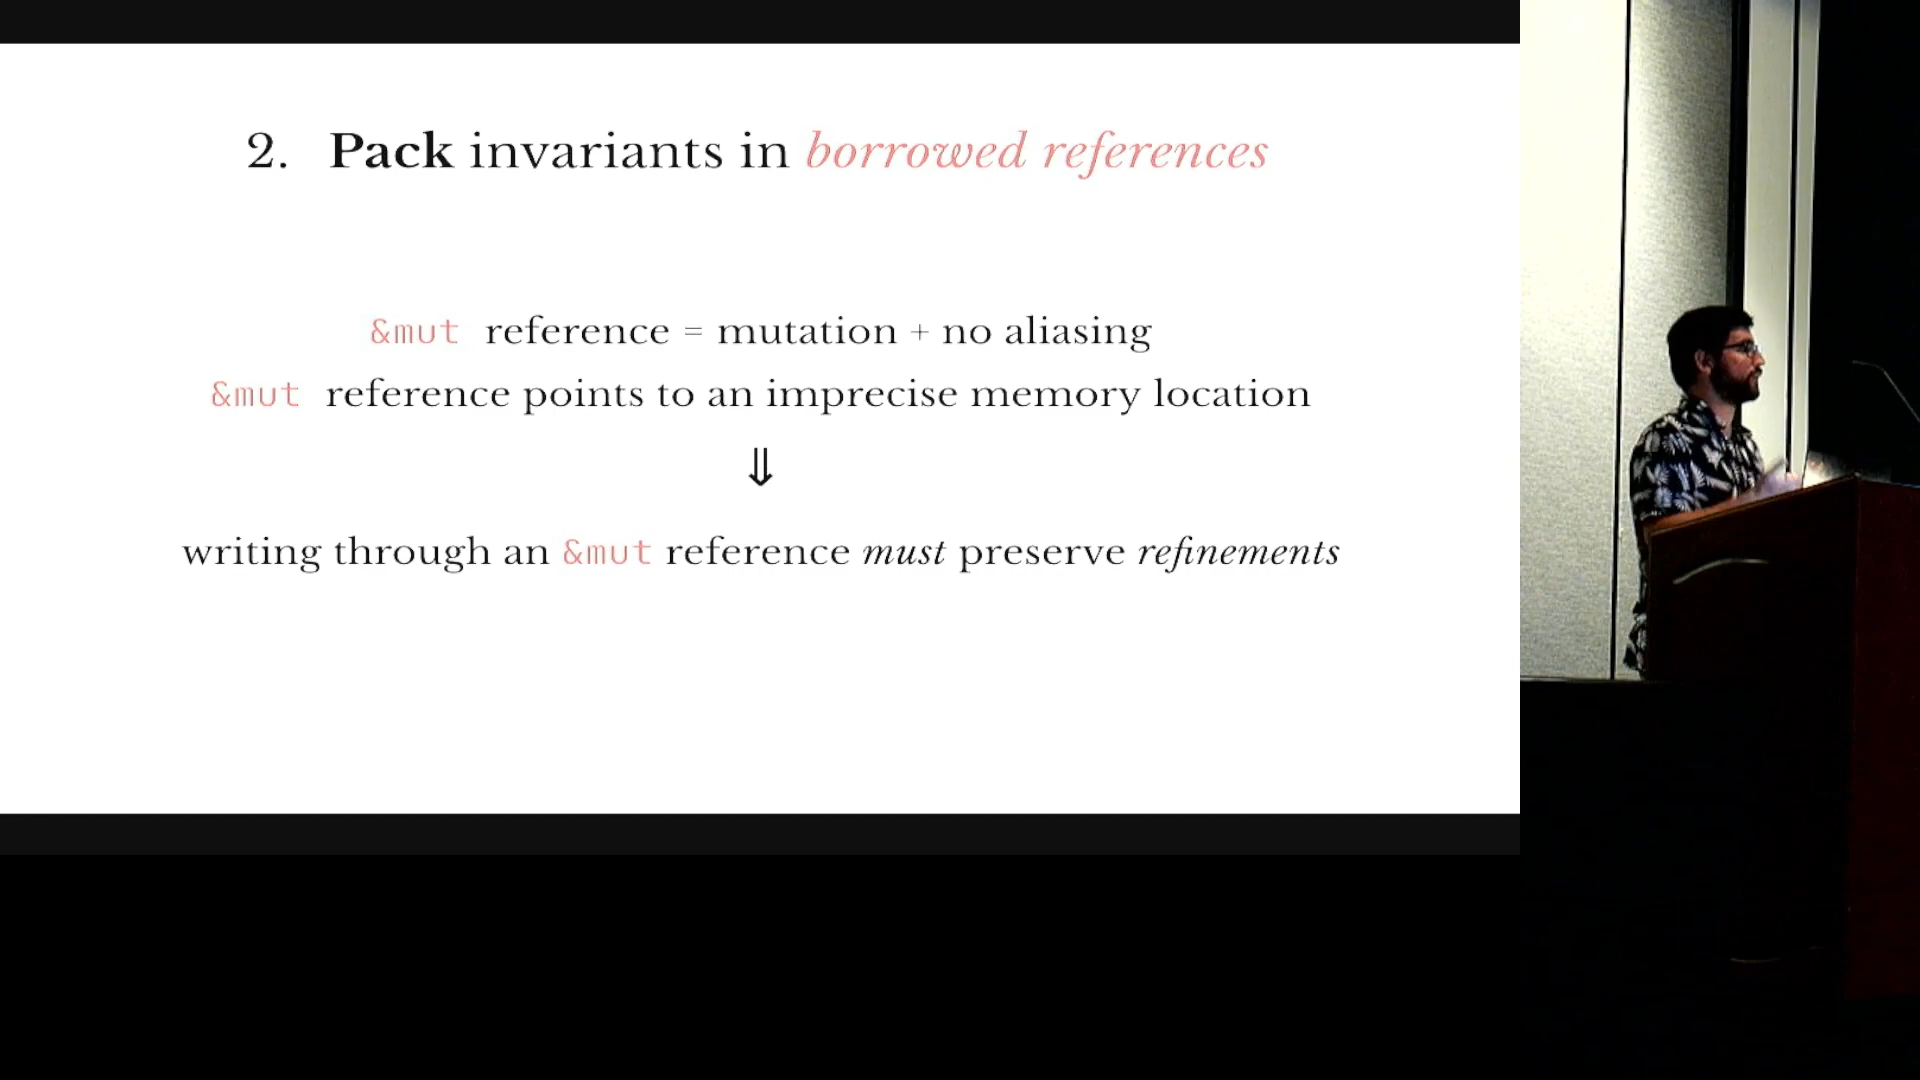 2. Pack invariants in borrowed references
&mut reference = mutation + no aliasing
&mut reference points to an imprecise memory location
⇓
writing through an &mut reference must preserve refinements